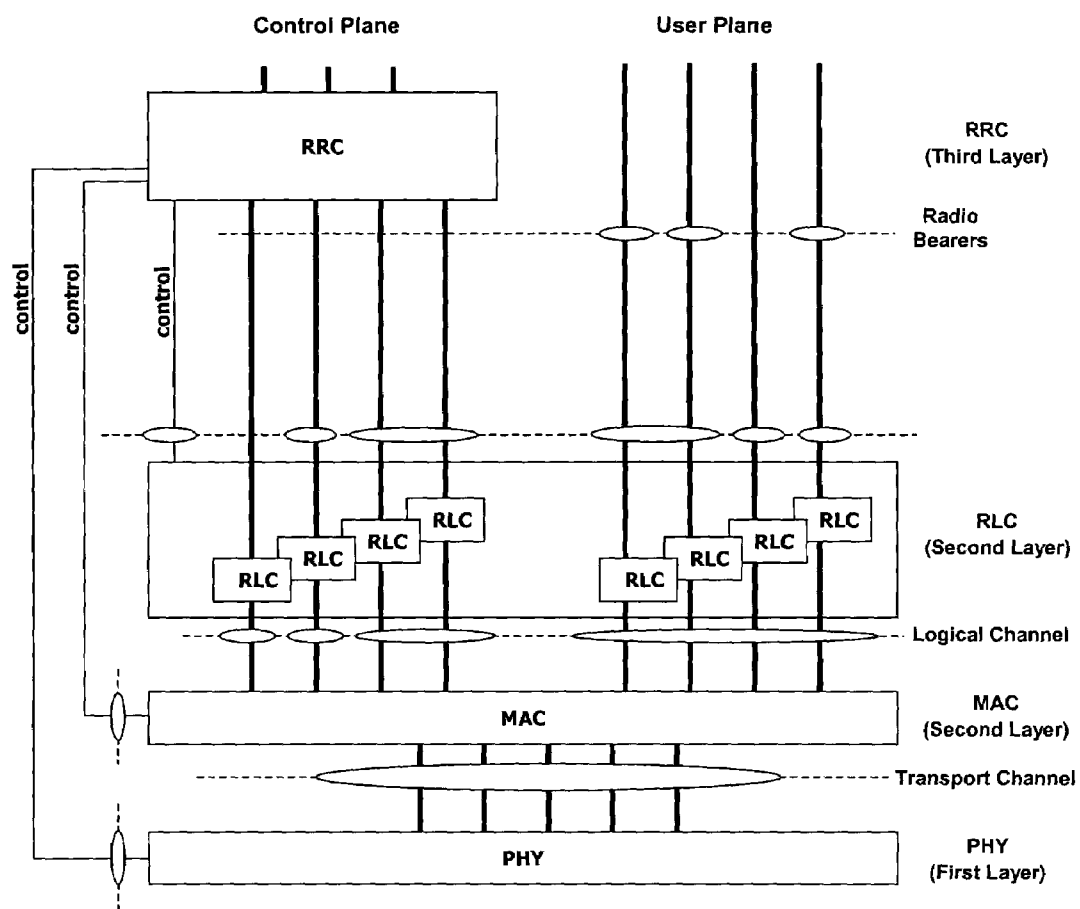 Control Plane
User Plane
RRC
RRC
(Third Layer)
Radio
Bearers
control
control
control
RLC
RLC
RLC
RLC
RLC
RLC
RLC
RLC
RLC
(Second Layer)
Logical Channel
MAC
MAC
(Second Layer)
Transport Channel
PHY
PHY
(First Layer)